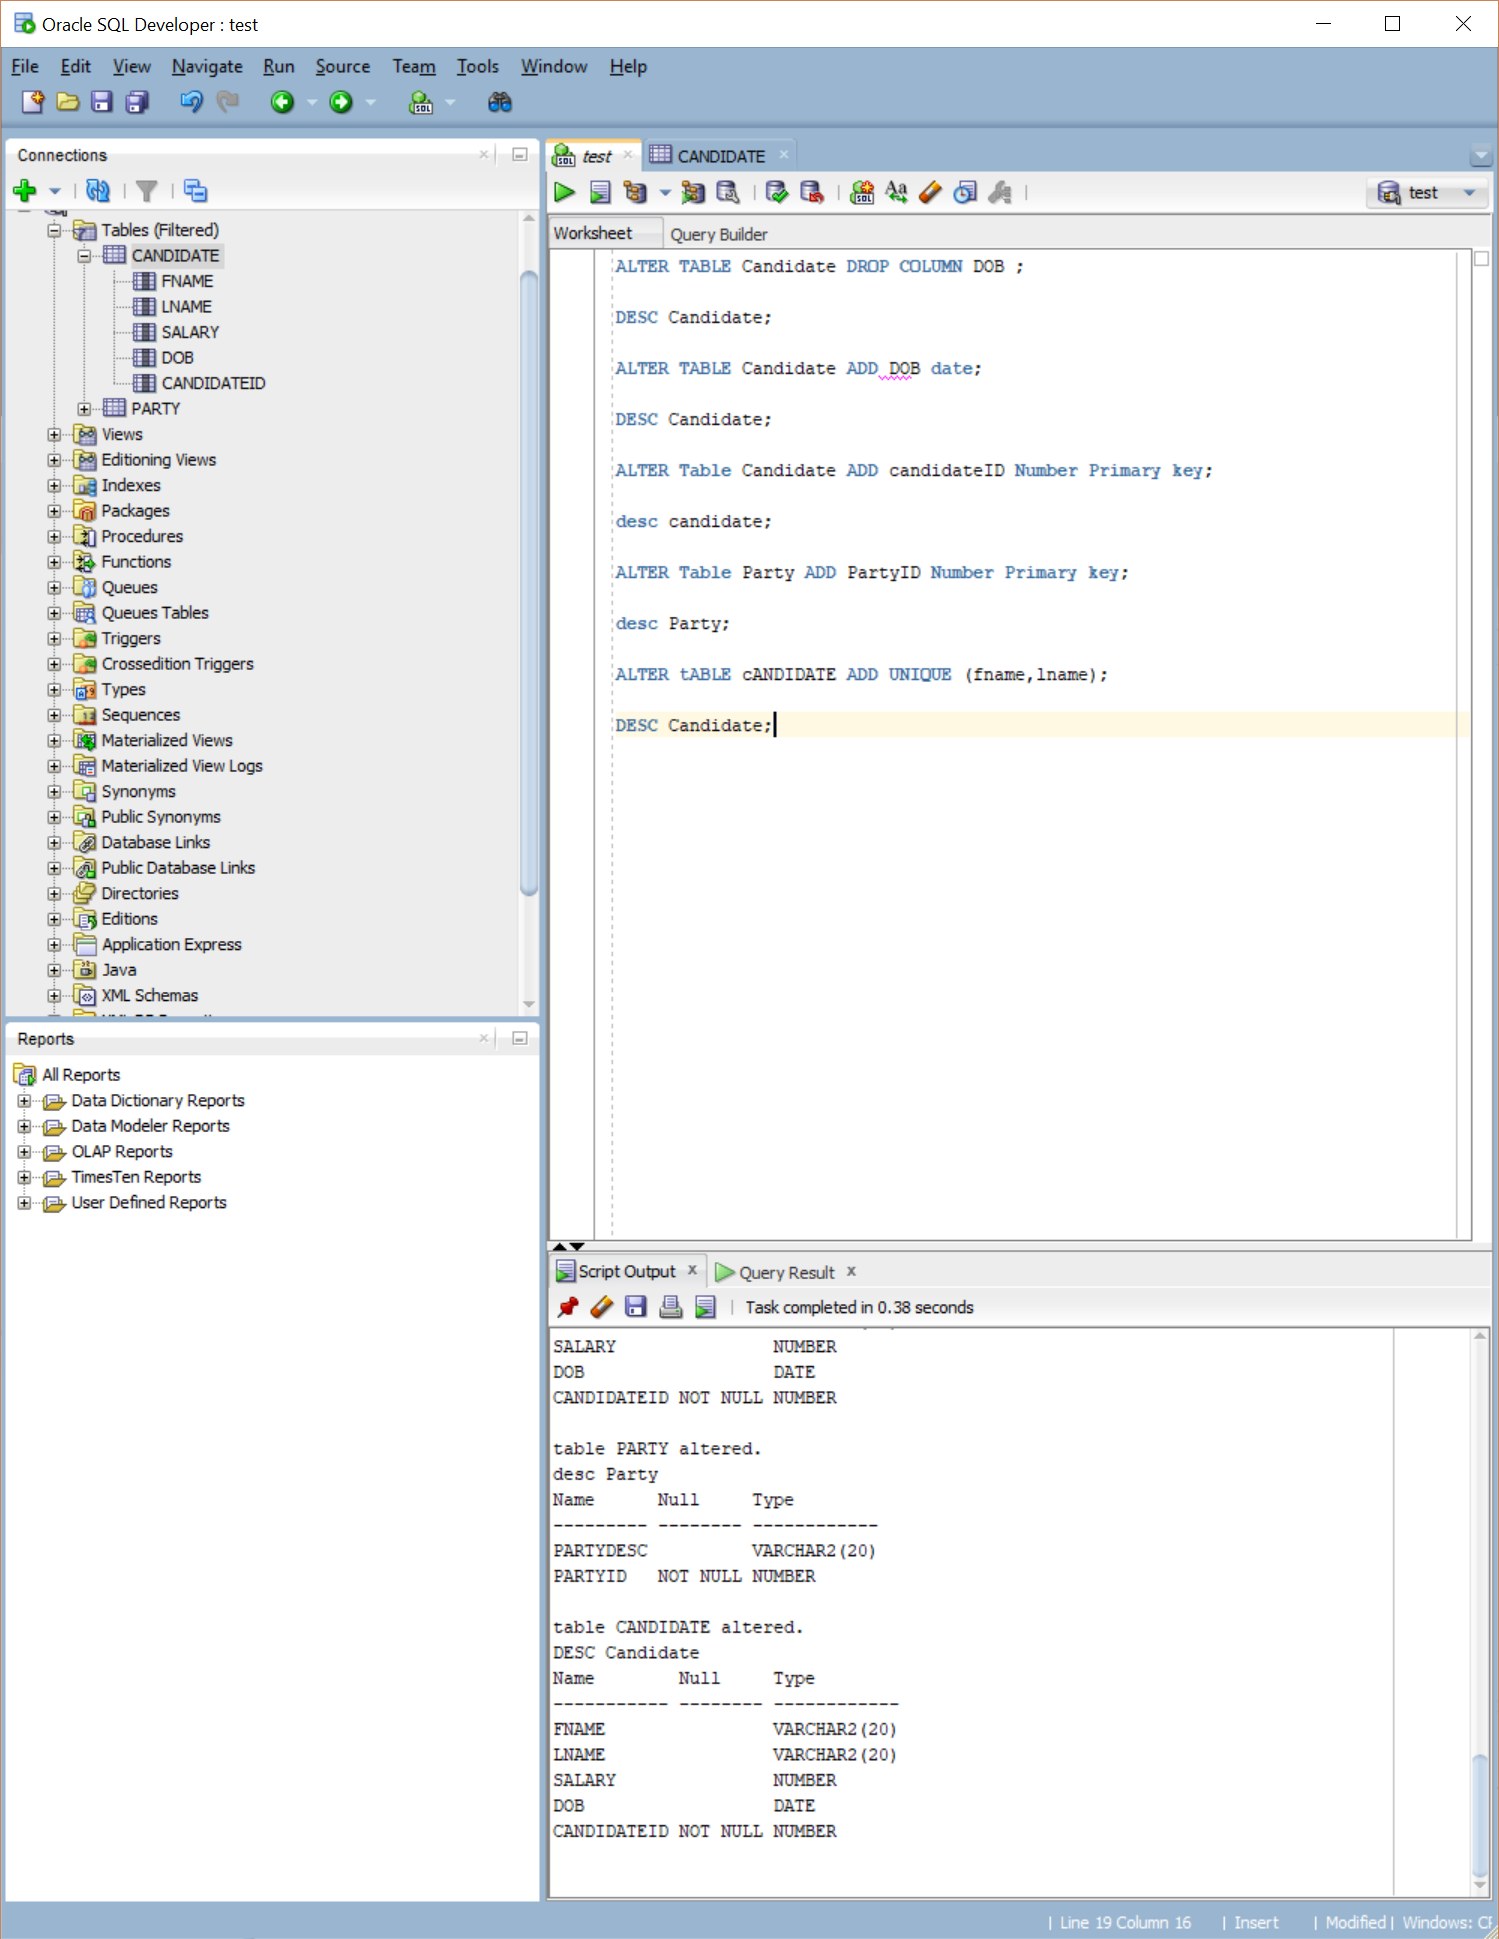 Oracle SQL Developer : test
File Edit View Navigate Run Source Team Tools Window Help
Connections
Tables (Filtered)
CANDIDATE
FNAME
LNAME
SALARY
DOB
CANDIDATEID
PARTY
Views
Editioning Views
Indexes
Packages
Procedures
Functions
Queues
Queues Tables
Triggers
Crossedition Triggers
Types
Sequences
Materialized Views
Materialized View Logs
Synonyms
Public Synonyms
Database Links
Public Database Links
Directories
Editions
Application Express
Java
XML Schemas
Reports
All Reports
Data Dictionary Reports
Data Modeler Reports
OLAP Reports
TimesTen Reports
User Defined Reports
test CANDIDATE
test
Worksheet Query Builder
ALTER TABLE Candidate DROP COLUMN DOB ;
DESC Candidate;
ALTER TABLE Candidate ADD DOB date;
DESC Candidate;
ALTER Table Candidate ADD candidateID Number Primary key;
desc candidate;
ALTER Table Party ADD PartyID Number Primary key;
desc Party;
ALTER tABLE cANDIDATE ADD UNIQUE (fname,lname);
DESC Candidate;
Script Output Query Result
Task completed in 0.38 seconds
SALARY NUMBER
DOB DATE
CANDIDATEID NOT NULL NUMBER
table PARTY altered.
desc Party
Name Null Type
--------- -------- ------------
PARTYDESC VARCHAR2(20)
PARTYID NOT NULL NUMBER
table CANDIDATE altered.
DESC Candidate
Name Null Type
----------- -------- ------------
FNAME VARCHAR2(20)
LNAME VARCHAR2(20)
SALARY NUMBER
DOB DATE
CANDIDATEID NOT NULL NUMBER
| Line 19 Column 16 | Insert | Modified | Windows: